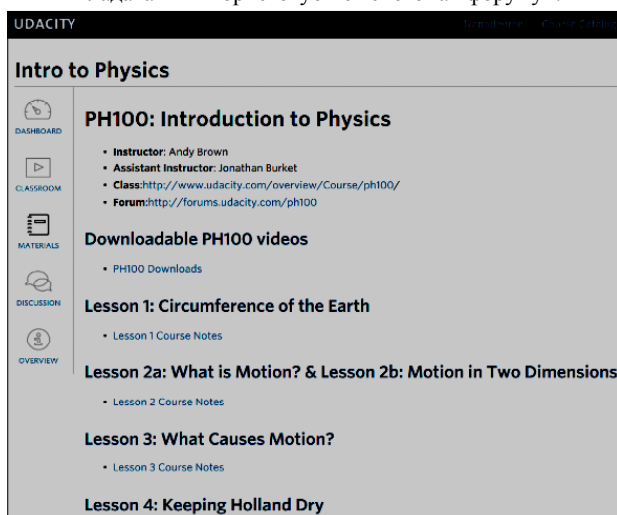 UDACITY
Course Catalog
Intro to Physics
DASHBOARD
CLASSROOM
MATERIALS
DISCUSSION
OVERVIEW
PH100: Introduction to Physics
• Instructor: Andy Brown
• Assistant Instructor: Jonathan Burket
• Class:http://www.udacity.com/overview/Course/ph100/
• Forum:http://forums.udacity.com/ph100
Downloadable PH100 videos
• PH100 Downloads
Lesson 1: Circumference of the Earth
• Lesson 1 Course Notes
Lesson 2a: What is Motion? & Lesson 2b: Motion in Two Dimensions
• Lesson 2 Course Notes
Lesson 3: What Causes Motion?
• Lesson 3 Course Notes
Lesson 4: Keeping Holland Dry